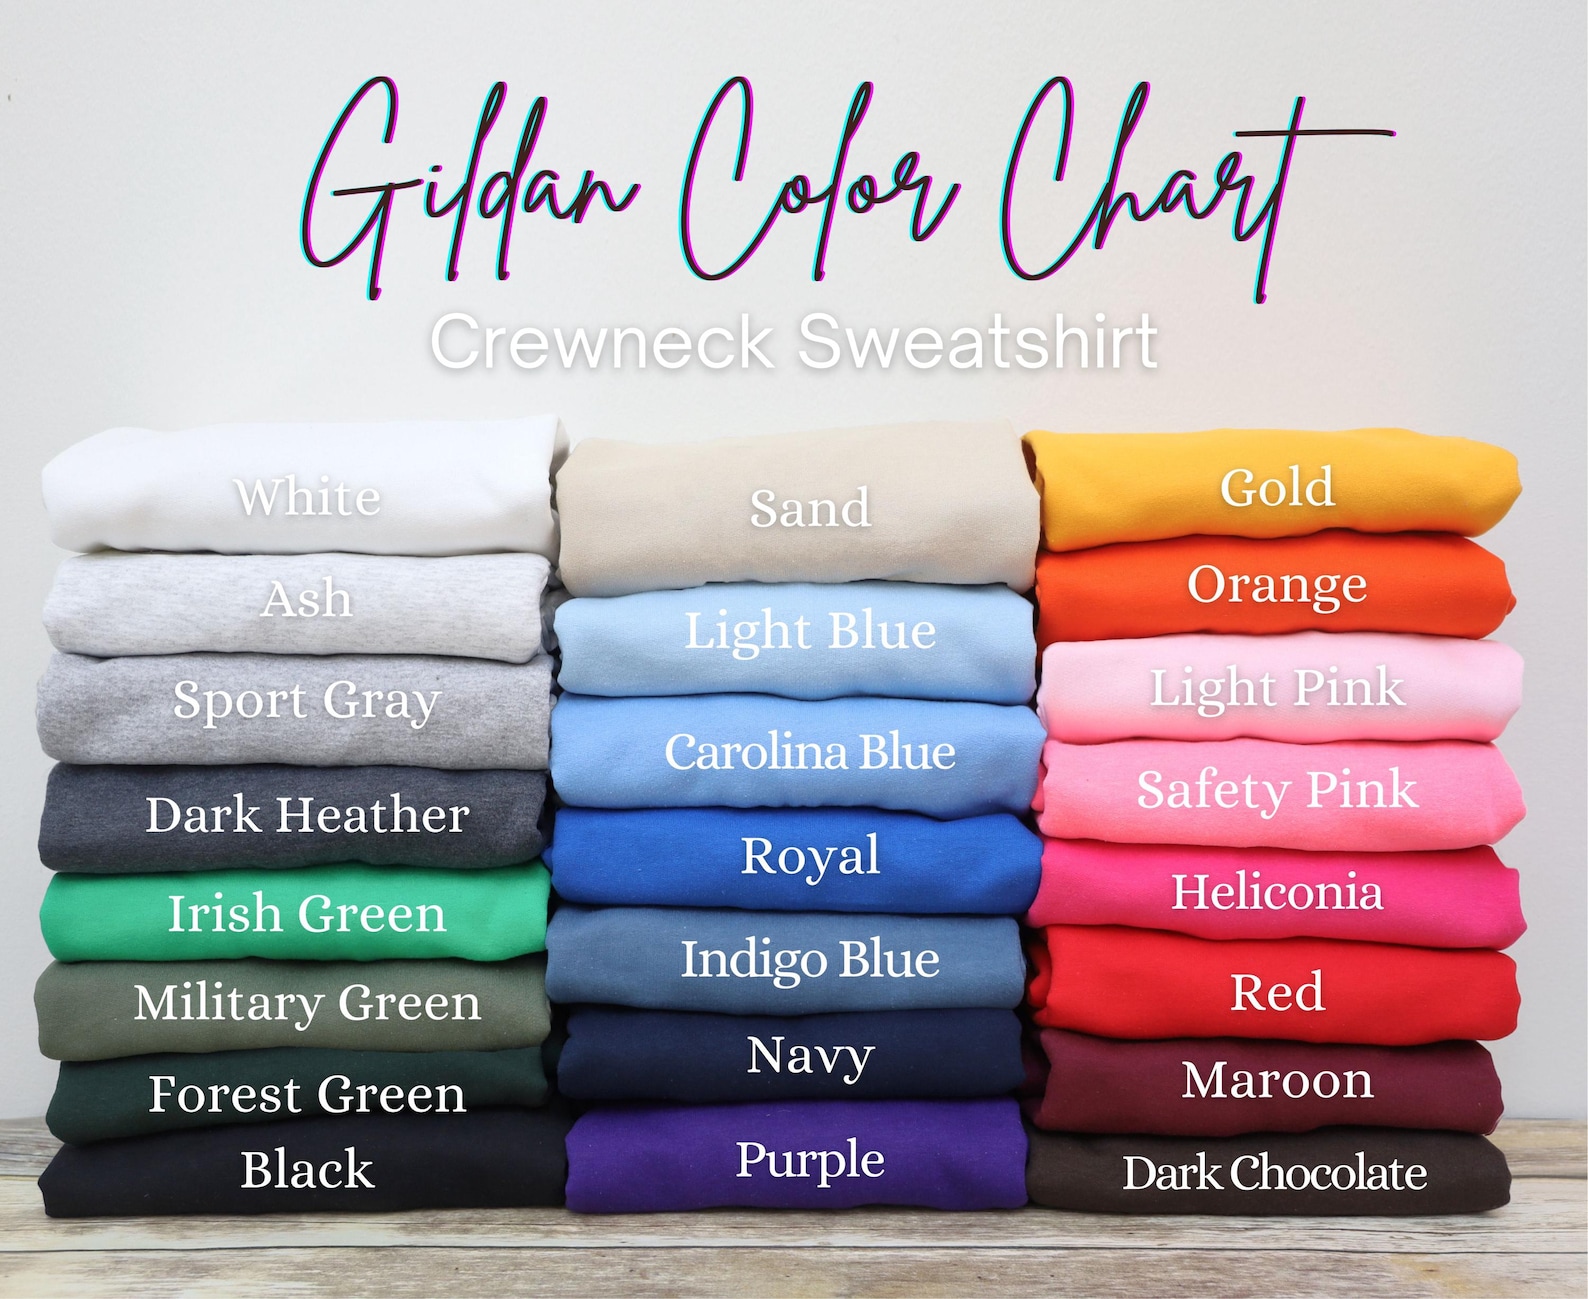 Gildan Color Chart
Crewneck Sweatshirt
White
Ash
Sport Gray
Dark Heather
Irish Green
Military Green
Forest Green
Black
Sand
Light Blue
Carolina Blue
Royal
Indigo Blue
Navy
Purple
Gold
Orange
Light Pink
Safety Pink
Heliconia
Red
Maroon
Dark Chocolate